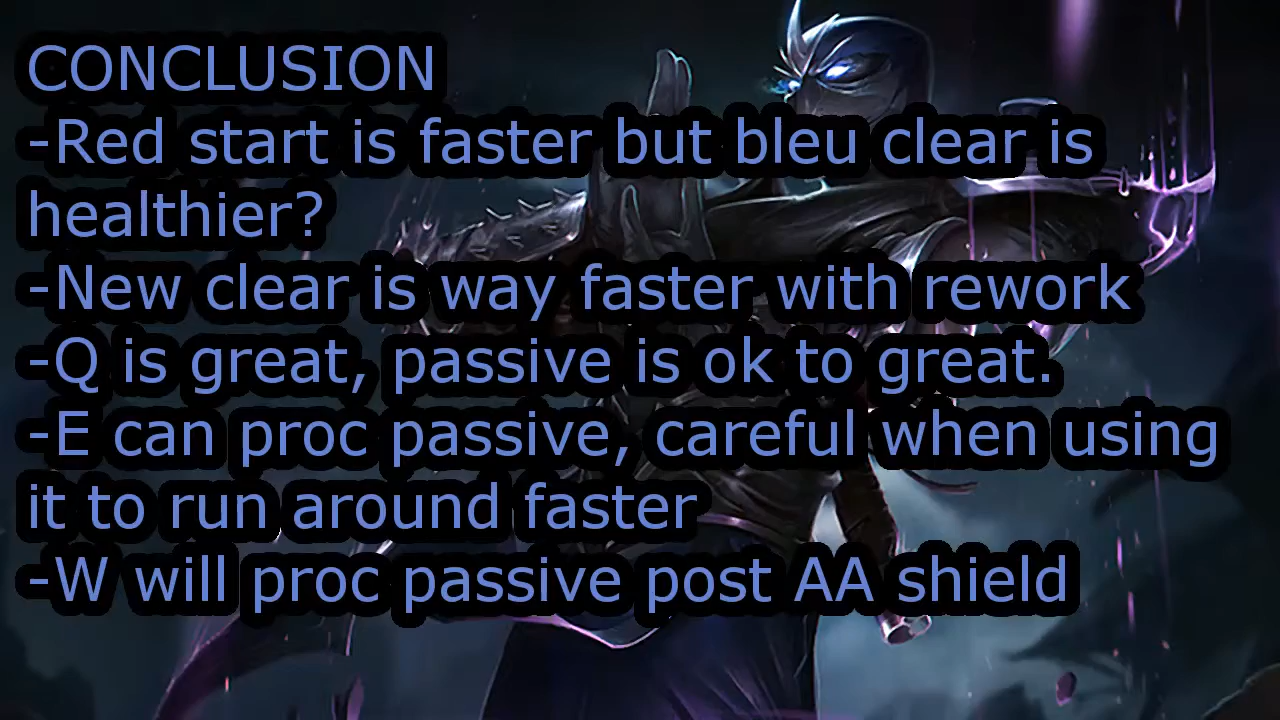 CONCLUSION
-Red start is faster but bleu clear is
healthier?
-New clear is way faster with rework
-Q is great, passive is ok to great.
-E can proc passive, careful when using
it to run around faster
-W will proc passive post AA shield